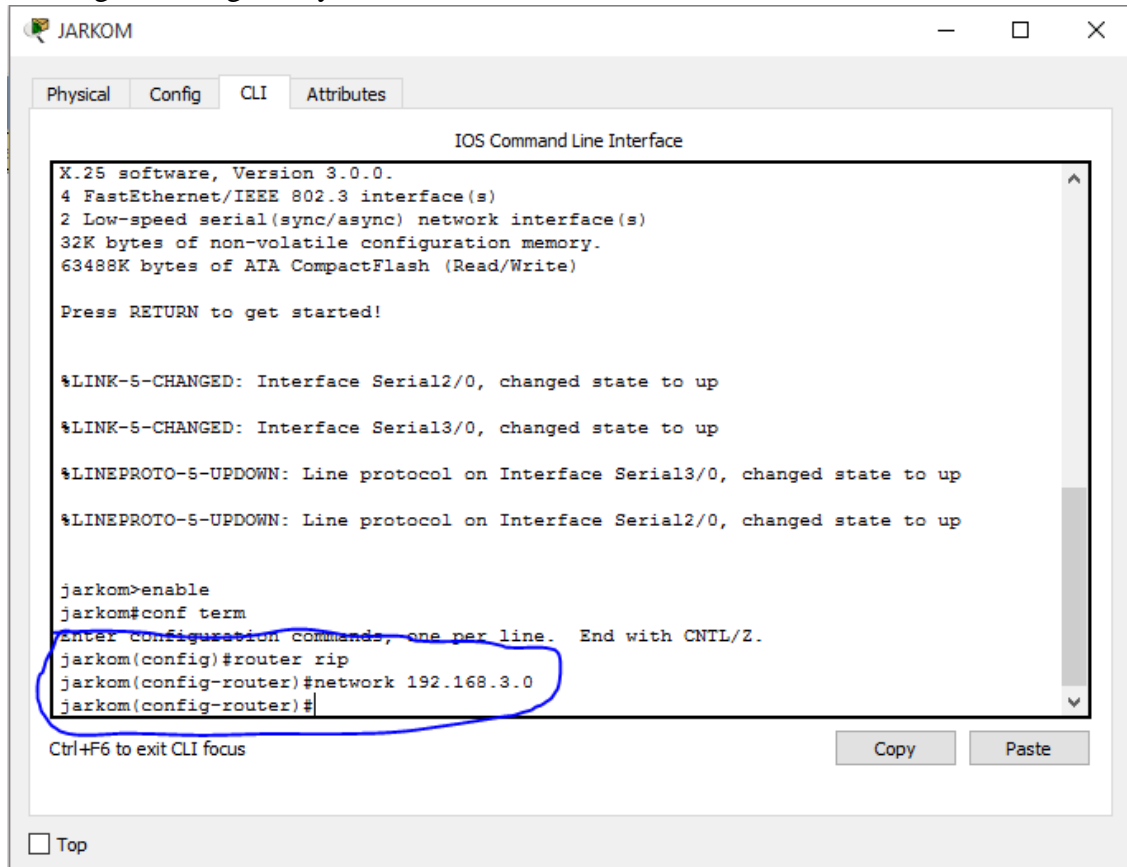 JARKOM
Physical Config CLI Attributes
IOS Command Line Interface
X.25 software, Version 3.0.0.
4 FastEthernet/IEEE 802.3 interface(s)
2 Low-speed serial(sync/async) network interface(s)
32K bytes of non-volatile configuration memory.
63488K bytes of ATA CompactFlash (Read/Write)
Press RETURN to get started!
%LINK-5-CHANGED: Interface Serial2/0, changed state to up
%LINK-5-CHANGED: Interface Serial3/0, changed state to up
%LINEPROTO-5-UPDOWN: Line protocol on Interface Serial3/0, changed state to up
%LINEPROTO-5-UPDOWN: Line protocol on Interface Serial2/0, changed state to up
jarkom>enable
jarkom#conf term
Enter configuration commands, one per line. End with CNTL/Z.
jarkom(config)#router rip
jarkom(config-router)#network 192.168.3.0
jarkom(config-router)#
Ctrl+F6 to exit CLI focus
Copy Paste
Top